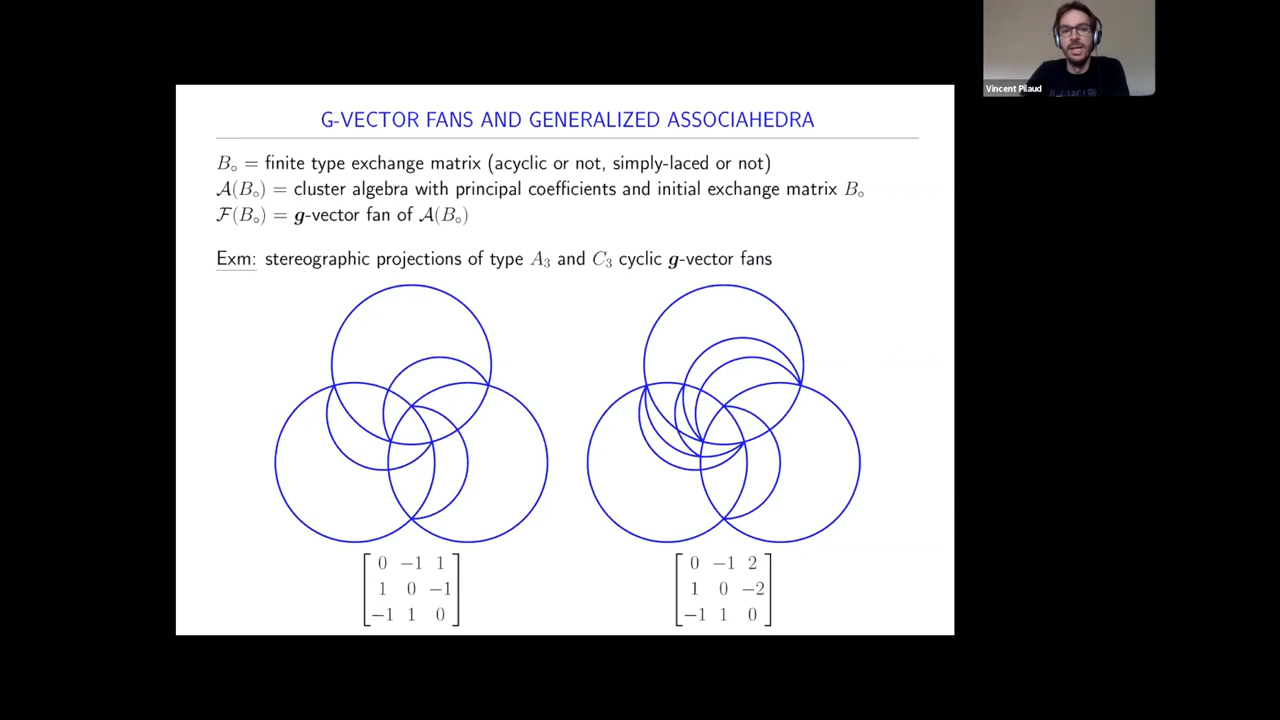 Vincent Pilaud
G-VECTOR FANS AND GENERALIZED ASSOCIAHEDRA
B∘ = finite type exchange matrix (acyclic or not, simply-laced or not)
𝒜(B∘) = cluster algebra with principal coefficients and initial exchange matrix B∘
ℱ(B∘) = g-vector fan of 𝒜(B∘)
Exm: stereographic projections of type A₃ and C₃ cyclic g-vector fans
0 −1 1
1 0 −1
−1 1 0
0 −1 2
1 0 −2
−1 1 0